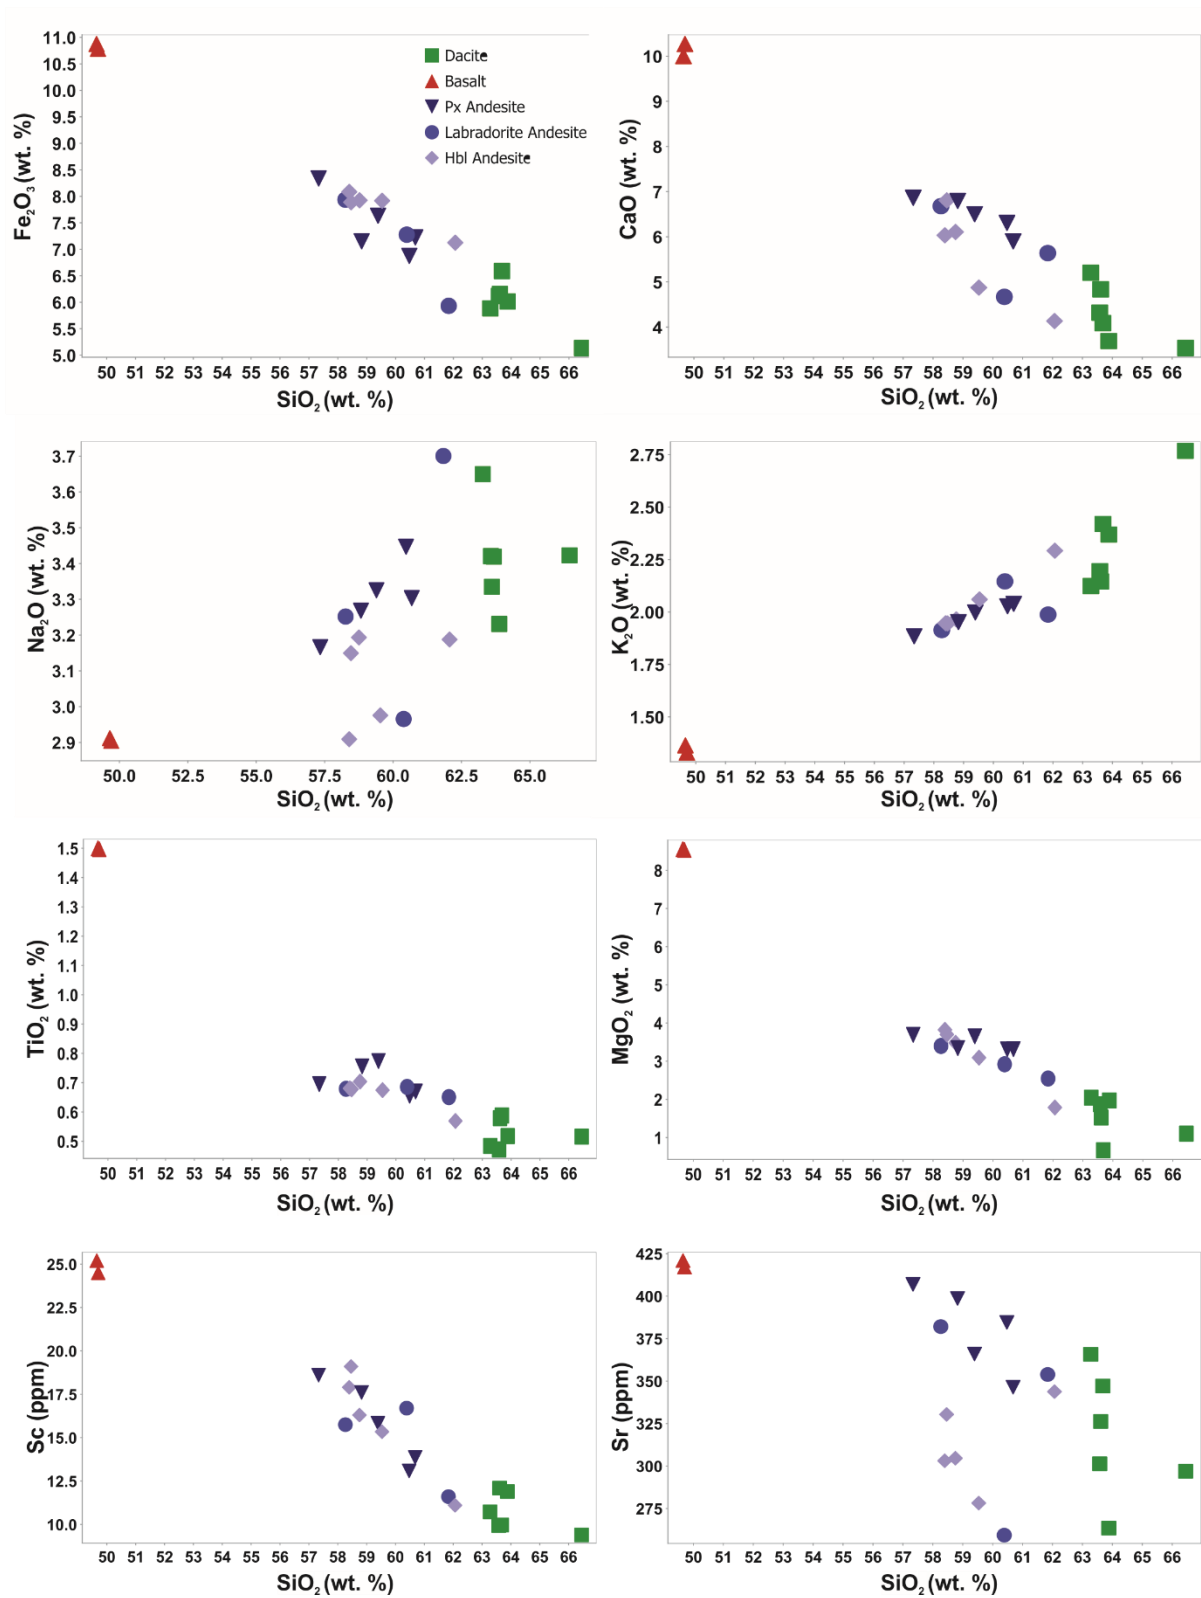 11.0
10.5
10.0
9.5
9.0
8.5
8.0
7.5
7.0
6.5
6.0
5.5
5.0
Fe₂O₃ (wt. %)
Dacite
Basalt
Px Andesite
Labradorite Andesite
Hbl Andesite
50 51 52 53 54 55 56 57 58 59 60 61 62 63 64 65 66
SiO₂ (wt. %)
10
9
8
7
6
5
4
CaO (wt. %)
50 51 52 53 54 55 56 57 58 59 60 61 62 63 64 65 66
SiO₂ (wt. %)
3.7
3.6
3.5
3.4
3.3
3.2
3.1
3.0
2.9
Na₂O (wt. %)
50.0 52.5 55.0 57.5 60.0 62.5 65.0
SiO₂ (wt. %)
2.75
2.50
2.25
2.00
1.75
1.50
K₂O (wt. %)
50 51 52 53 54 55 56 57 58 59 60 61 62 63 64 65 66
SiO₂ (wt. %)
1.5
1.4
1.3
1.2
1.1
1.0
0.9
0.8
0.7
0.6
0.5
TiO₂ (wt. %)
50 51 52 53 54 55 56 57 58 59 60 61 62 63 64 65 66
SiO₂ (wt. %)
8
7
6
5
4
3
2
1
MgO₂ (wt. %)
50 51 52 53 54 55 56 57 58 59 60 61 62 63 64 65 66
SiO₂ (wt. %)
25.0
22.5
20.0
17.5
15.0
12.5
10.0
Sc (ppm)
50 51 52 53 54 55 56 57 58 59 60 61 62 63 64 65 66
SiO₂ (wt. %)
425
400
375
350
325
300
275
Sr (ppm)
50 51 52 53 54 55 56 57 58 59 60 61 62 63 64 65 66
SiO₂ (wt. %)